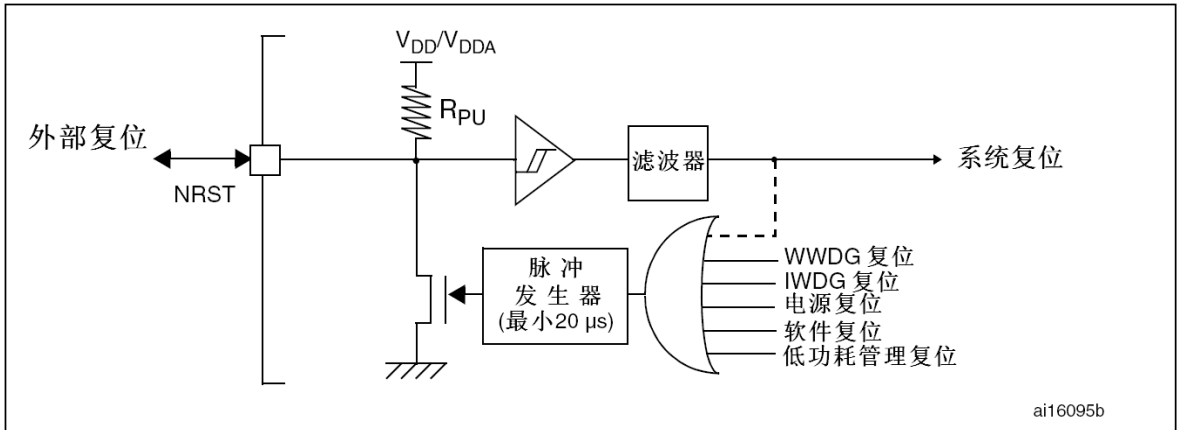 VDD/VDDA
RPU
外部复位
NRST
滤波器
系统复位
脉冲
发生器
(最小20 µs)
WWDG 复位
IWDG 复位
电源复位
软件复位
低功耗管理复位
ai16095b